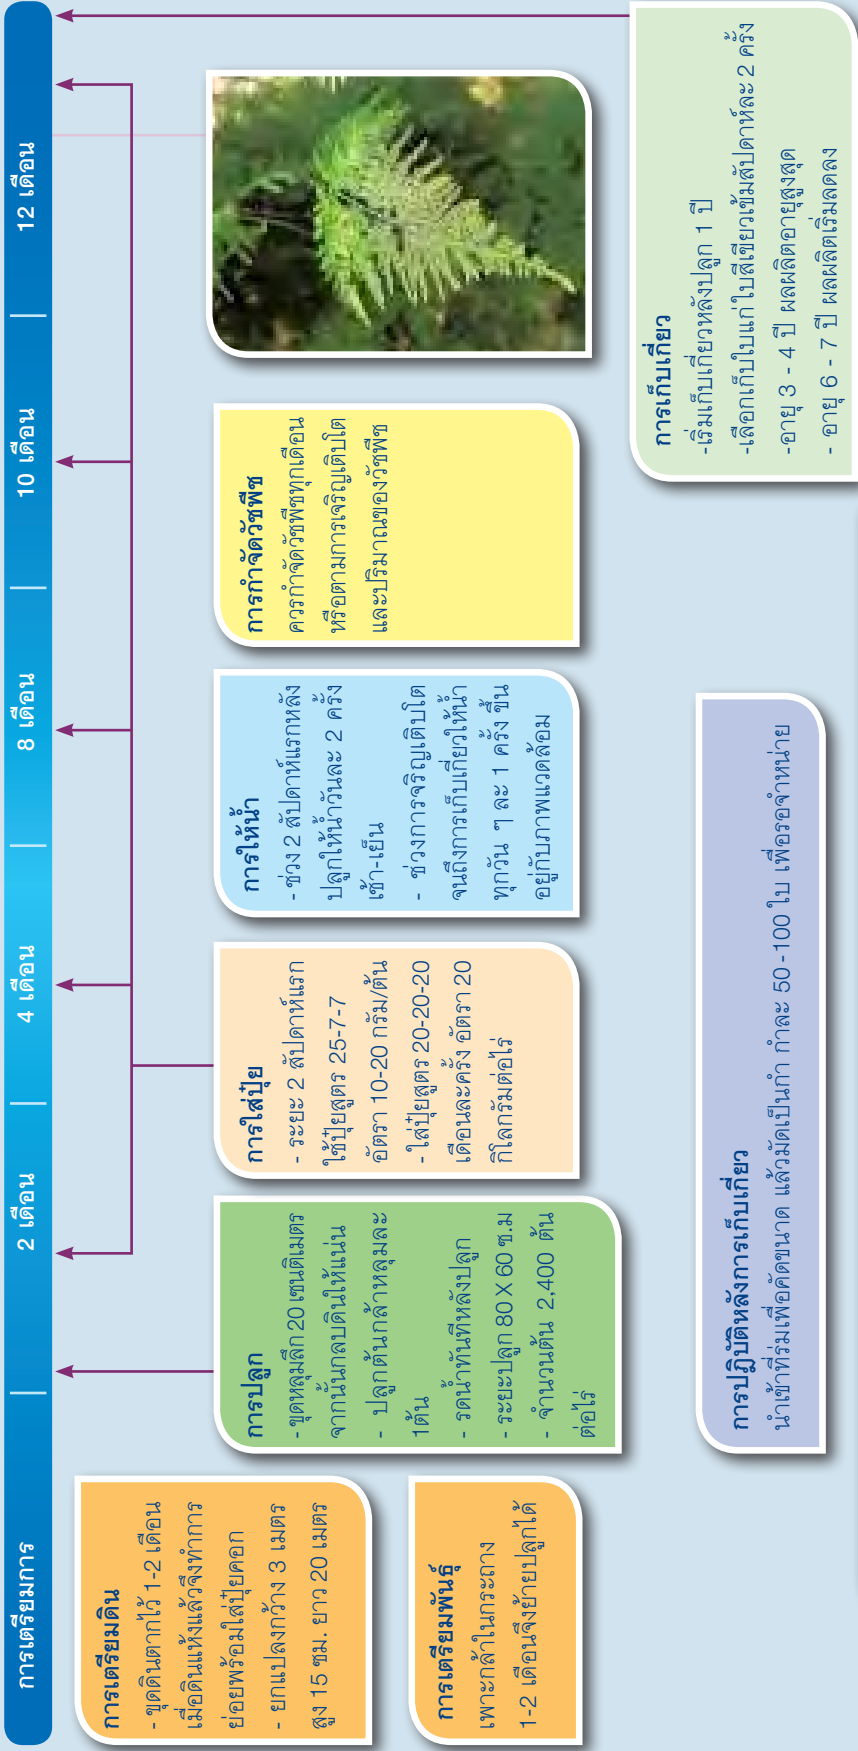 การเตรียมการ
2 เดือน
4 เดือน
8 เดือน
10 เดือน
12 เดือน
การเตรียมดิน
- ขุดดินตากไว้ 1-2 เดือน
เมื่อดินแห้งแล้วจึงทำการ
ย่อยพร้อมใส่ปุ๋ยคอก
- ยกแปลงกว้าง 3 เมตร
สูง 15 ซม. ยาว 20 เมตร
การเตรียมพันธุ์
เพาะกล้าในกระถาง
1-2 เดือนจึงย้ายปลูกได้
การปลูก
- ขุดหลุมลึก 20 เซนติเมตร
จากนั้นกลบดินให้แน่น
- ปลูกต้นกล้าหลุมละ
1ต้น
- รดน้ำทันทีหลังปลูก
- ระยะปลูก 80 X 60 ซ.ม
- จำนวนต้น 2,400 ต้น
ต่อไร่
การใส่ปุ๋ย
- ระยะ 2 สัปดาห์แรก
ใช้ปุ๋ยสูตร 25-7-7
อัตรา 10-20 กรัม/ต้น
- ใส่ปุ๋ยสูตร 20-20-20
เดือนละครั้ง อัตรา 20
กิโลกรัมต่อไร่
การให้น้ำ
- ช่วง 2 สัปดาห์แรกหลัง
ปลูกให้น้ำวันละ 2 ครั้ง
เช้า-เย็น
- ช่วงการจริญเติบโต
จนถึงการเก็บเกี่ยวให้น้ำ
ทุกวัน ๆ ละ 1 ครั้ง ขึ้น
อยู่กับภาพแวดล้อม
การกำจัดวัชพืช
ควรกำจัดวัชพืชทุกเดือน
หรือตามการเจริญเติบโต
และปริมาณของวัชพืช
การเก็บเกี่ยว
-เริ่มเก็บเกี่ยวหลังปลูก 1 ปี
-เลือกเก็บใบแก่ ใบสีเขียวเข้มสัปดาห์ละ 2 ครั้ง
-อายุ 3 - 4 ปี ผลผลิตอายุสูงสุด
- อายุ 6 - 7 ปี ผลผลิตเริ่มลดลง
การปฏิบัติหลังการเก็บเกี่ยว
นำเข้าที่ร่มเพื่อคัดขนาด แล้วมัดเป็นกำ กำละ 50 -100 ใบ เพื่อรอจำหน่าย